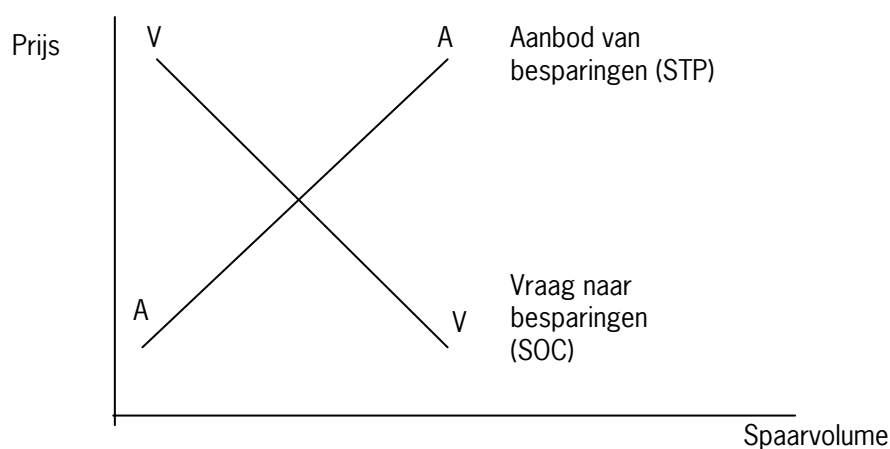 Prijs
V
A
Aanbod van
besparingen (STP)
A
V
Vraag naar
besparingen
(SOC)
Spaarvolume